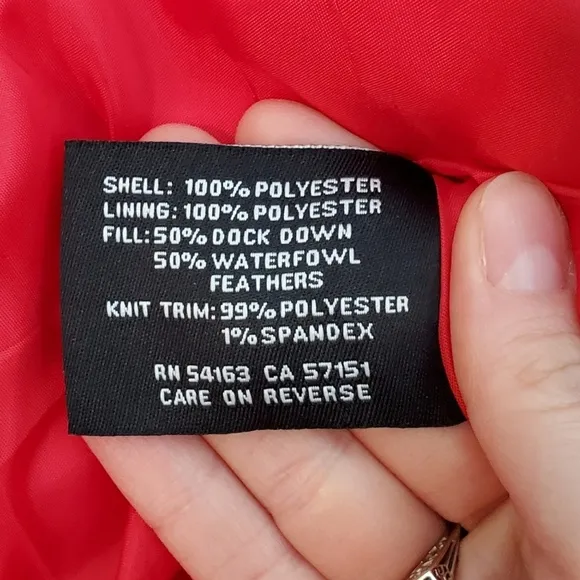 SHELL: 100% POLYESTER
LINING: 100% POLYESTER
FILL: 50% DOCK DOWN
50% WATERFOWL
FEATHERS
KNIT TRIM: 99% POLYESTER
1% SPANDEX
RN 54163 CA 57151
CARE ON REVERSE